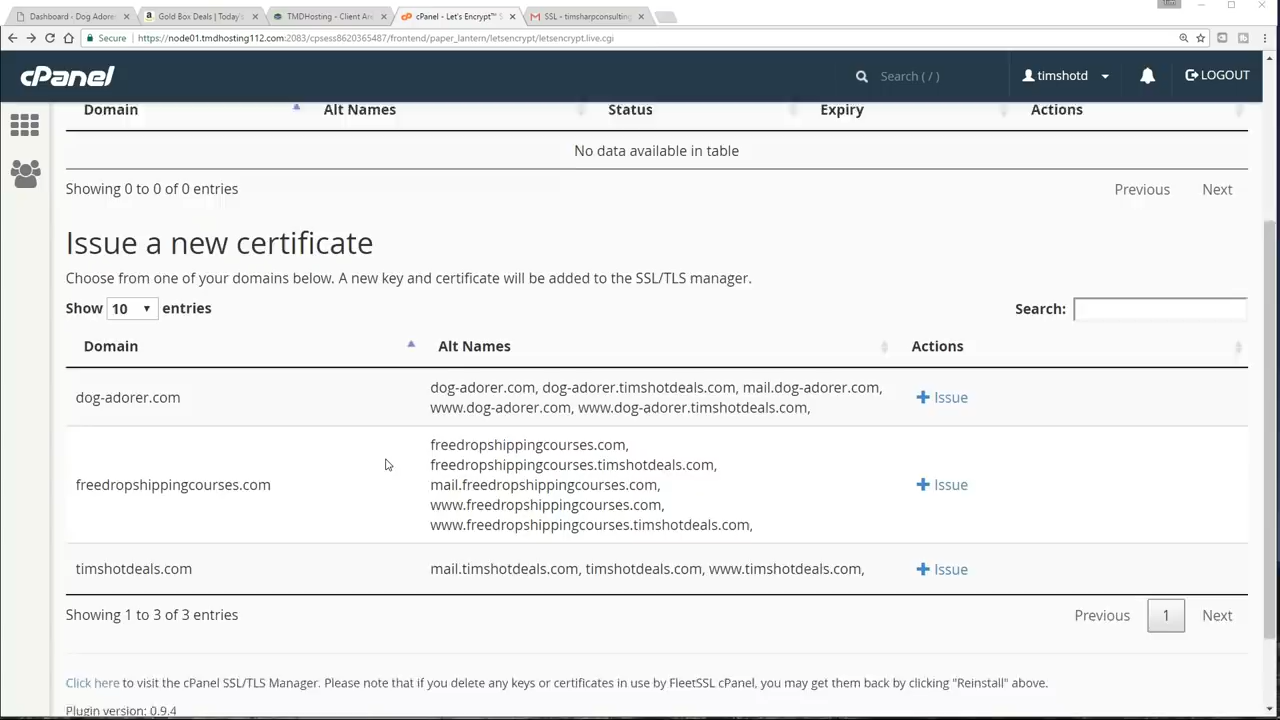 Dashboard - Dog Adorer
Gold Box Deals | Today's
TMDHosting - Client Are
cPanel - Let's Encrypt™ S
SSL - timsharpconsulting
Tim
Secure
https://node01.tmdhosting112.com:2083/cpsess8620365487/frontend/paper_lantern/letsencrypt/letsencrypt.live.cgi
cPanel
Search ( / )
timshotd
LOGOUT
Domain
Alt Names
Status
Expiry
Actions
No data available in table
Showing 0 to 0 of 0 entries
Previous
Next
Issue a new certificate
Choose from one of your domains below. A new key and certificate will be added to the SSL/TLS manager.
Show 10 entries
Search:
Domain
Alt Names
Actions
dog-adorer.com
dog-adorer.com, dog-adorer.timshotdeals.com, mail.dog-adorer.com,
www.dog-adorer.com, www.dog-adorer.timshotdeals.com,
Issue
freedropshippingcourses.com
freedropshippingcourses.com,
freedropshippingcourses.timshotdeals.com,
mail.freedropshippingcourses.com,
www.freedropshippingcourses.com,
www.freedropshippingcourses.timshotdeals.com,
Issue
timshotdeals.com
mail.timshotdeals.com, timshotdeals.com, www.timshotdeals.com,
Issue
Showing 1 to 3 of 3 entries
Previous
1
Next
Click here to visit the cPanel SSL/TLS Manager. Please note that if you delete any keys or certificates in use by FleetSSL cPanel, you may get them back by clicking "Reinstall" above.
Plugin version: 0.9.4